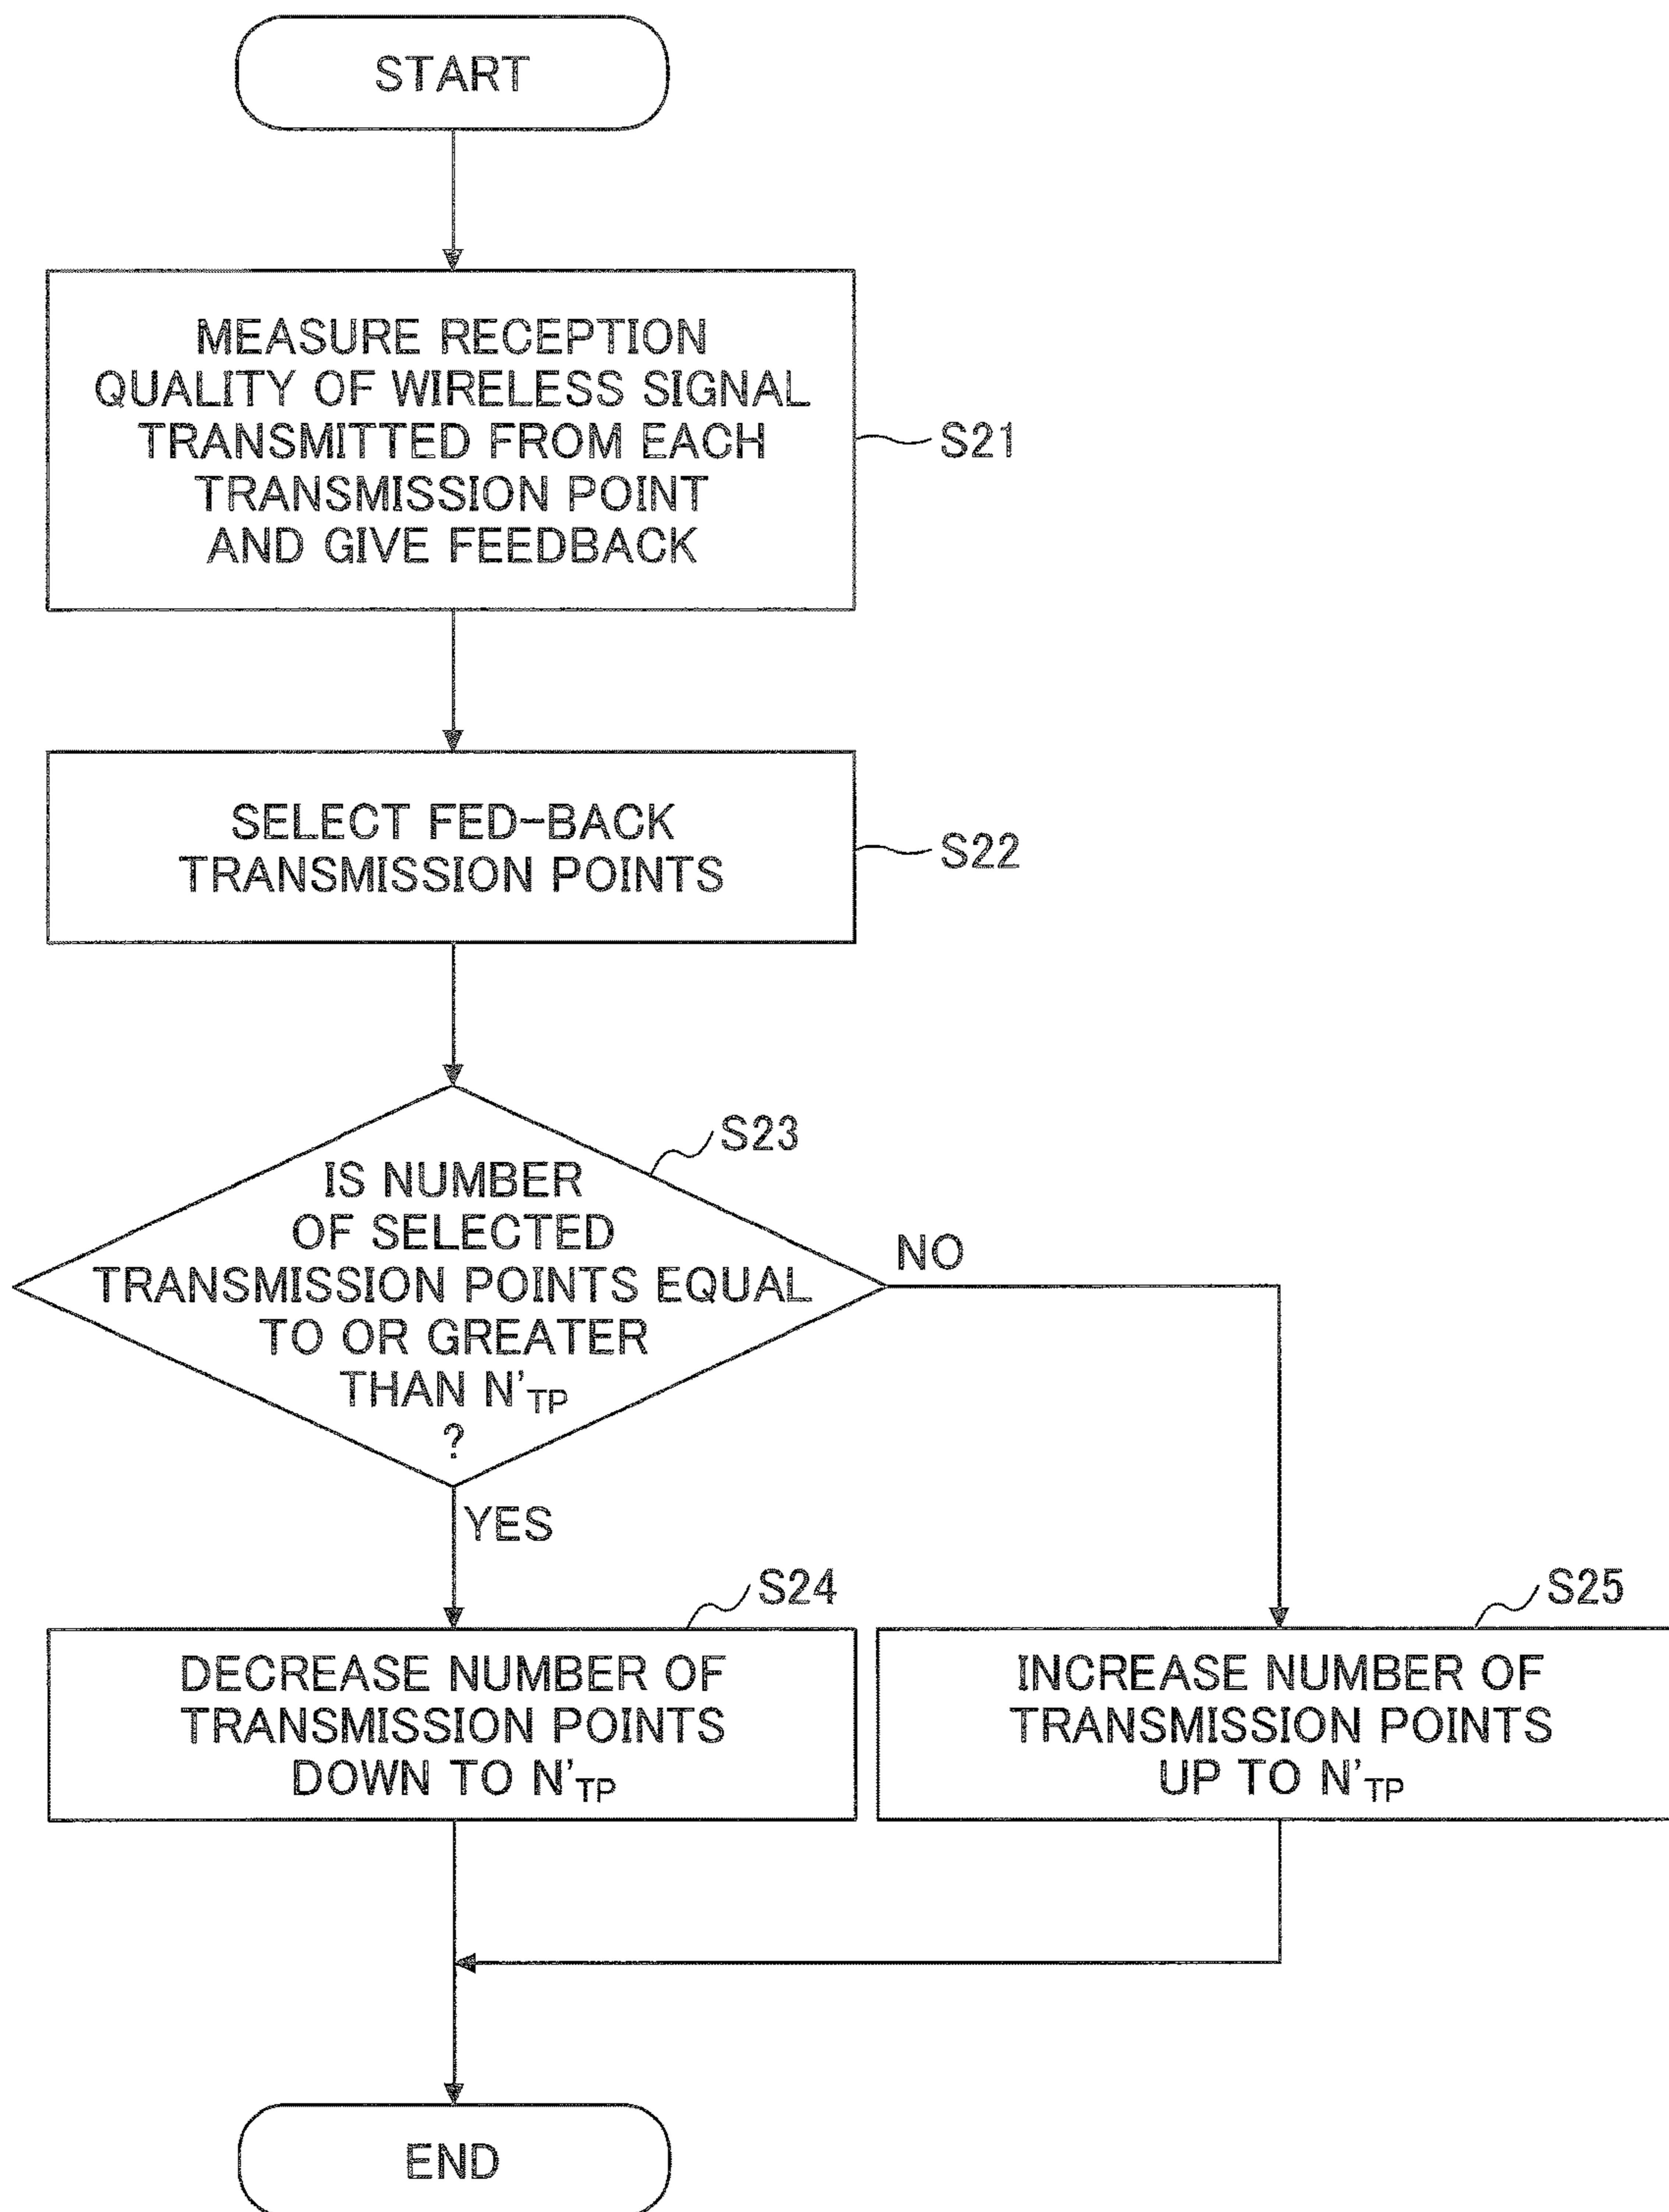 START
MEASURE RECEPTION
QUALITY OF WIRELESS SIGNAL
TRANSMITTED FROM EACH
TRANSMISSION POINT
AND GIVE FEEDBACK
S21
SELECT FED-BACK
TRANSMISSION POINTS
S22
S23
IS NUMBER
OF SELECTED
TRANSMISSION POINTS EQUAL
TO OR GREATER
THAN N'TP
?
NO
YES
S24
DECREASE NUMBER OF
TRANSMISSION POINTS
DOWN TO N'TP
S25
INCREASE NUMBER OF
TRANSMISSION POINTS
UP TO N'TP
END